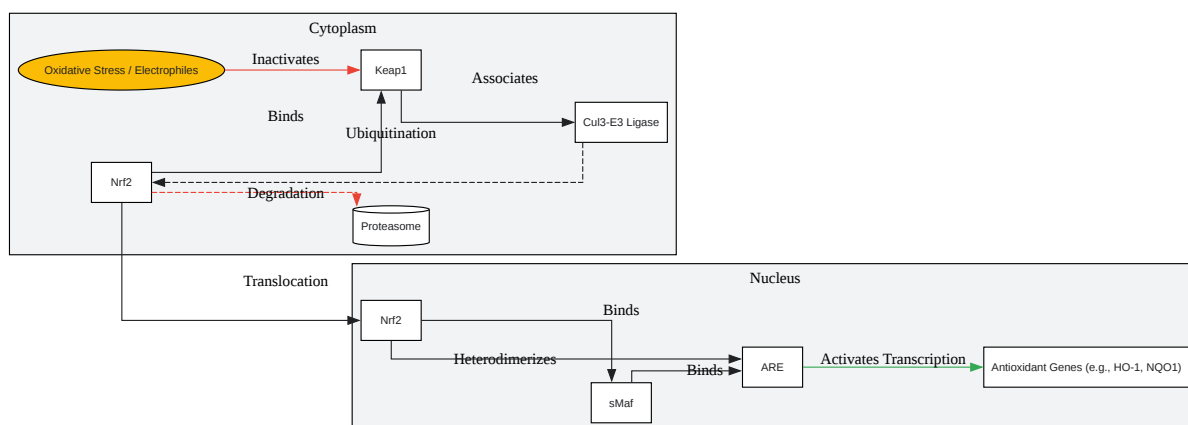 Cytoplasm
Oxidative Stress / Electrophiles
Inactivates
Keap1
Associates
Binds
Cul3-E3 Ligase
Ubiquitination
Nrf2
Degradation
Proteasome
Translocation
Nucleus
Nrf2
Binds
Heterodimerizes
Binds
ARE
Activates Transcription
Antioxidant Genes (e.g., HO-1, NQO1)
sMaf